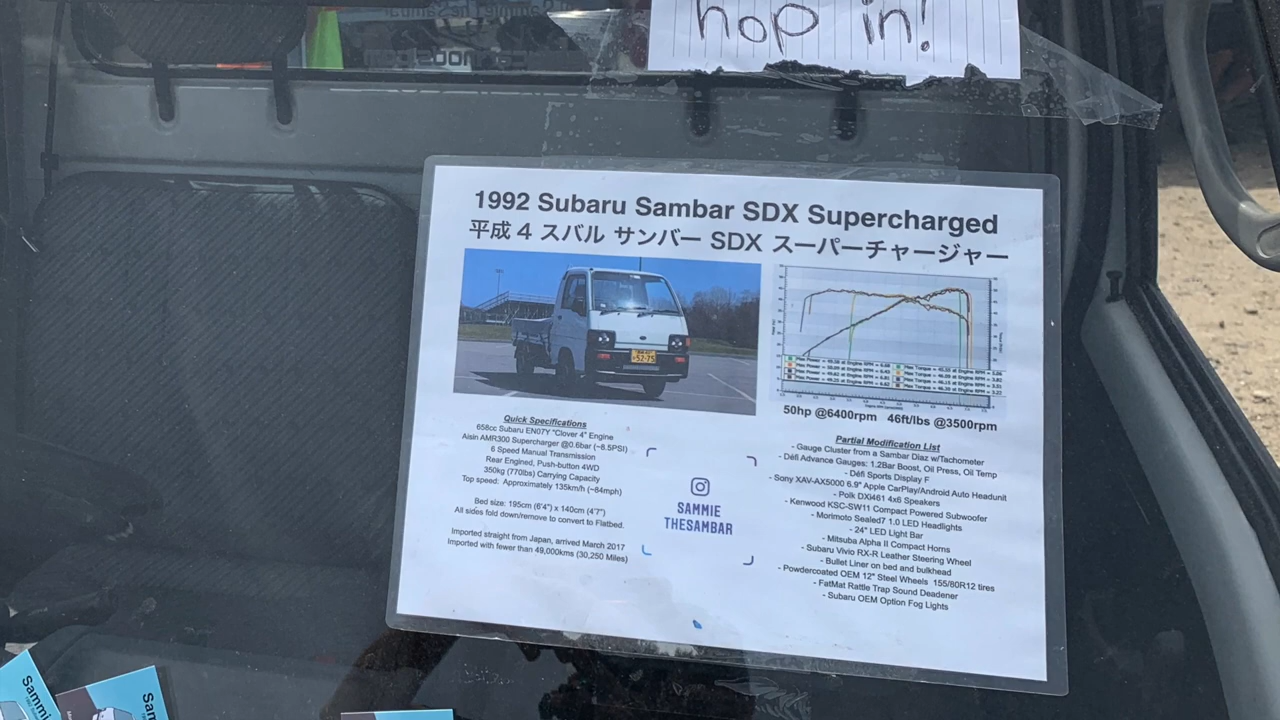 hop in!
1992 Subaru Sambar SDX Supercharged
平成4 スバル サンバー SDX スーパーチャージャー
52-75
50hp @6400rpm 46ft/lbs @3500rpm
Quick Specifications
658cc Subaru EN07Y "Clover 4" Engine
Aisin AMR300 Supercharger @0.6bar (~8.5PSI)
6 Speed Manual Transmission
Rear Engined, Push-button 4WD
350kg (770lbs) Carrying Capacity
Top speed: Approximately 135km/h (~84mph)
Bed size: 195cm (6'4") x 140cm (4'7")
All sides fold down/remove to convert to Flatbed.
Imported straight from Japan, arrived March 2017
Imported with fewer than 49,000kms (30,250 Miles)
SAMMIE
THESAMBAR
Partial Modification List
- Gauge Cluster from a Sambar Diaz w/Tachometer
- Défi Advance Gauges: 1.2Bar Boost, Oil Press, Oil Temp
- Défi Sports Display F
- Sony XAV-AX5000 6.9" Apple CarPlay/Android Auto Headunit
- Polk DXi461 4x6 Speakers
- Kenwood KSC-SW11 Compact Powered Subwoofer
- Morimoto Sealed7 1.0 LED Headlights
- 24" LED Light Bar
- Mitsuba Alpha II Compact Horns
- Subaru Vivio RX-R Leather Steering Wheel
- Bullet Liner on bed and bulkhead
- Powdercoated OEM 12" Steel Wheels 155/80R12 tires
- FatMat Rattle Trap Sound Deadener
- Subaru OEM Option Fog Lights
Sammi
Sam